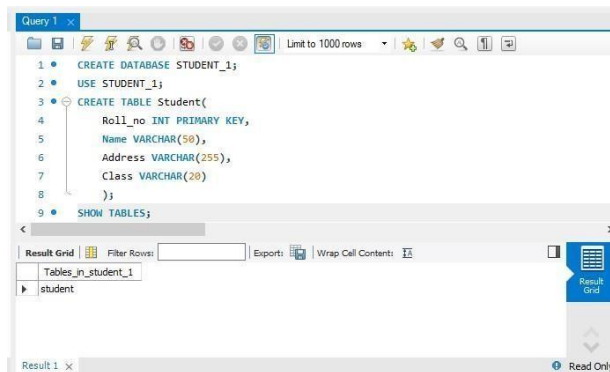 Query 1
Limit to 1000 rows
1 CREATE DATABASE STUDENT_1;
2 USE STUDENT_1;
3 CREATE TABLE Student(
4 Roll_no INT PRIMARY KEY,
5 Name VARCHAR(50),
6 Address VARCHAR(255),
7 Class VARCHAR(20)
8 );
9 SHOW TABLES;
Result Grid Filter Rows: Export: Wrap Cell Content:
Tables_in_student_1
student
Result Grid
Result 1 Read Onl